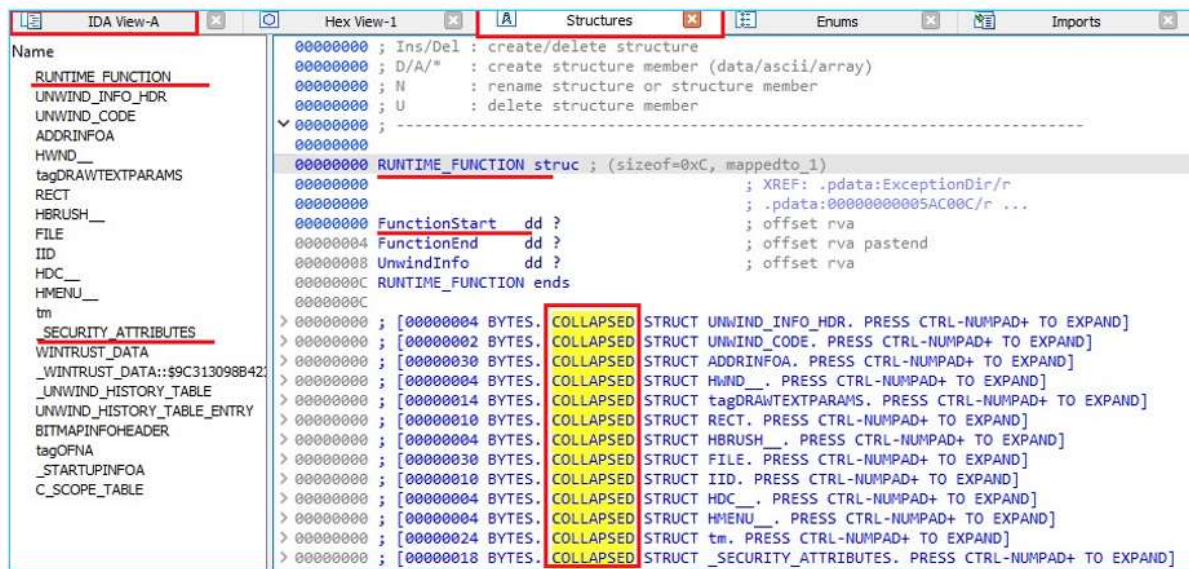 IDA View-A
Hex View-1
Structures
Enums
Imports
Name
RUNTIME_FUNCTION
UNWIND_INFO_HDR
UNWIND_CODE
ADDRINFOA
HWND__
tagDRAWTEXTPARAMS
RECT
HBRUSH__
FILE
IID
HDC__
HMENU__
tm
_SECURITY_ATTRIBUTES
WINTRUST_DATA
_WINTRUST_DATA::$9C313098B42
_UNWIND_HISTORY_TABLE
UNWIND_HISTORY_TABLE_ENTRY
BITMAPINFOHEADER
tagOFNA
_STARTUPINFOA
C_SCOPE_TABLE
00000000 ; Ins/Del : create/delete structure
00000000 ; D/A/* : create structure member (data/ascii/array)
00000000 ; N : rename structure or structure member
00000000 ; U : delete structure member
00000000 ; ---------------------------------------------------------------------------
00000000
00000000 RUNTIME_FUNCTION struc ; (sizeof=0xC, mappedto_1)
00000000 ; XREF: .pdata:ExceptionDir/r
00000000 ; .pdata:00000000005AC00C/r ...
00000000 FunctionStart dd ? ; offset rva
00000004 FunctionEnd dd ? ; offset rva pastend
00000008 UnwindInfo dd ? ; offset rva
0000000C RUNTIME_FUNCTION ends
0000000C
00000000 ; [00000004 BYTES. COLLAPSED STRUCT UNWIND_INFO_HDR. PRESS CTRL-NUMPAD+ TO EXPAND]
00000000 ; [00000002 BYTES. COLLAPSED STRUCT UNWIND_CODE. PRESS CTRL-NUMPAD+ TO EXPAND]
00000000 ; [00000030 BYTES. COLLAPSED STRUCT ADDRINFOA. PRESS CTRL-NUMPAD+ TO EXPAND]
00000000 ; [00000004 BYTES. COLLAPSED STRUCT HWND__. PRESS CTRL-NUMPAD+ TO EXPAND]
00000000 ; [00000014 BYTES. COLLAPSED STRUCT tagDRAWTEXTPARAMS. PRESS CTRL-NUMPAD+ TO EXPAND]
00000000 ; [00000010 BYTES. COLLAPSED STRUCT RECT. PRESS CTRL-NUMPAD+ TO EXPAND]
00000000 ; [00000004 BYTES. COLLAPSED STRUCT HBRUSH__. PRESS CTRL-NUMPAD+ TO EXPAND]
00000000 ; [00000030 BYTES. COLLAPSED STRUCT FILE. PRESS CTRL-NUMPAD+ TO EXPAND]
00000000 ; [00000010 BYTES. COLLAPSED STRUCT IID. PRESS CTRL-NUMPAD+ TO EXPAND]
00000000 ; [00000004 BYTES. COLLAPSED STRUCT HDC__. PRESS CTRL-NUMPAD+ TO EXPAND]
00000000 ; [00000004 BYTES. COLLAPSED STRUCT HMENU__. PRESS CTRL-NUMPAD+ TO EXPAND]
00000000 ; [00000024 BYTES. COLLAPSED STRUCT tm. PRESS CTRL-NUMPAD+ TO EXPAND]
00000000 ; [00000018 BYTES. COLLAPSED STRUCT _SECURITY_ATTRIBUTES. PRESS CTRL-NUMPAD+ TO EXPAND]